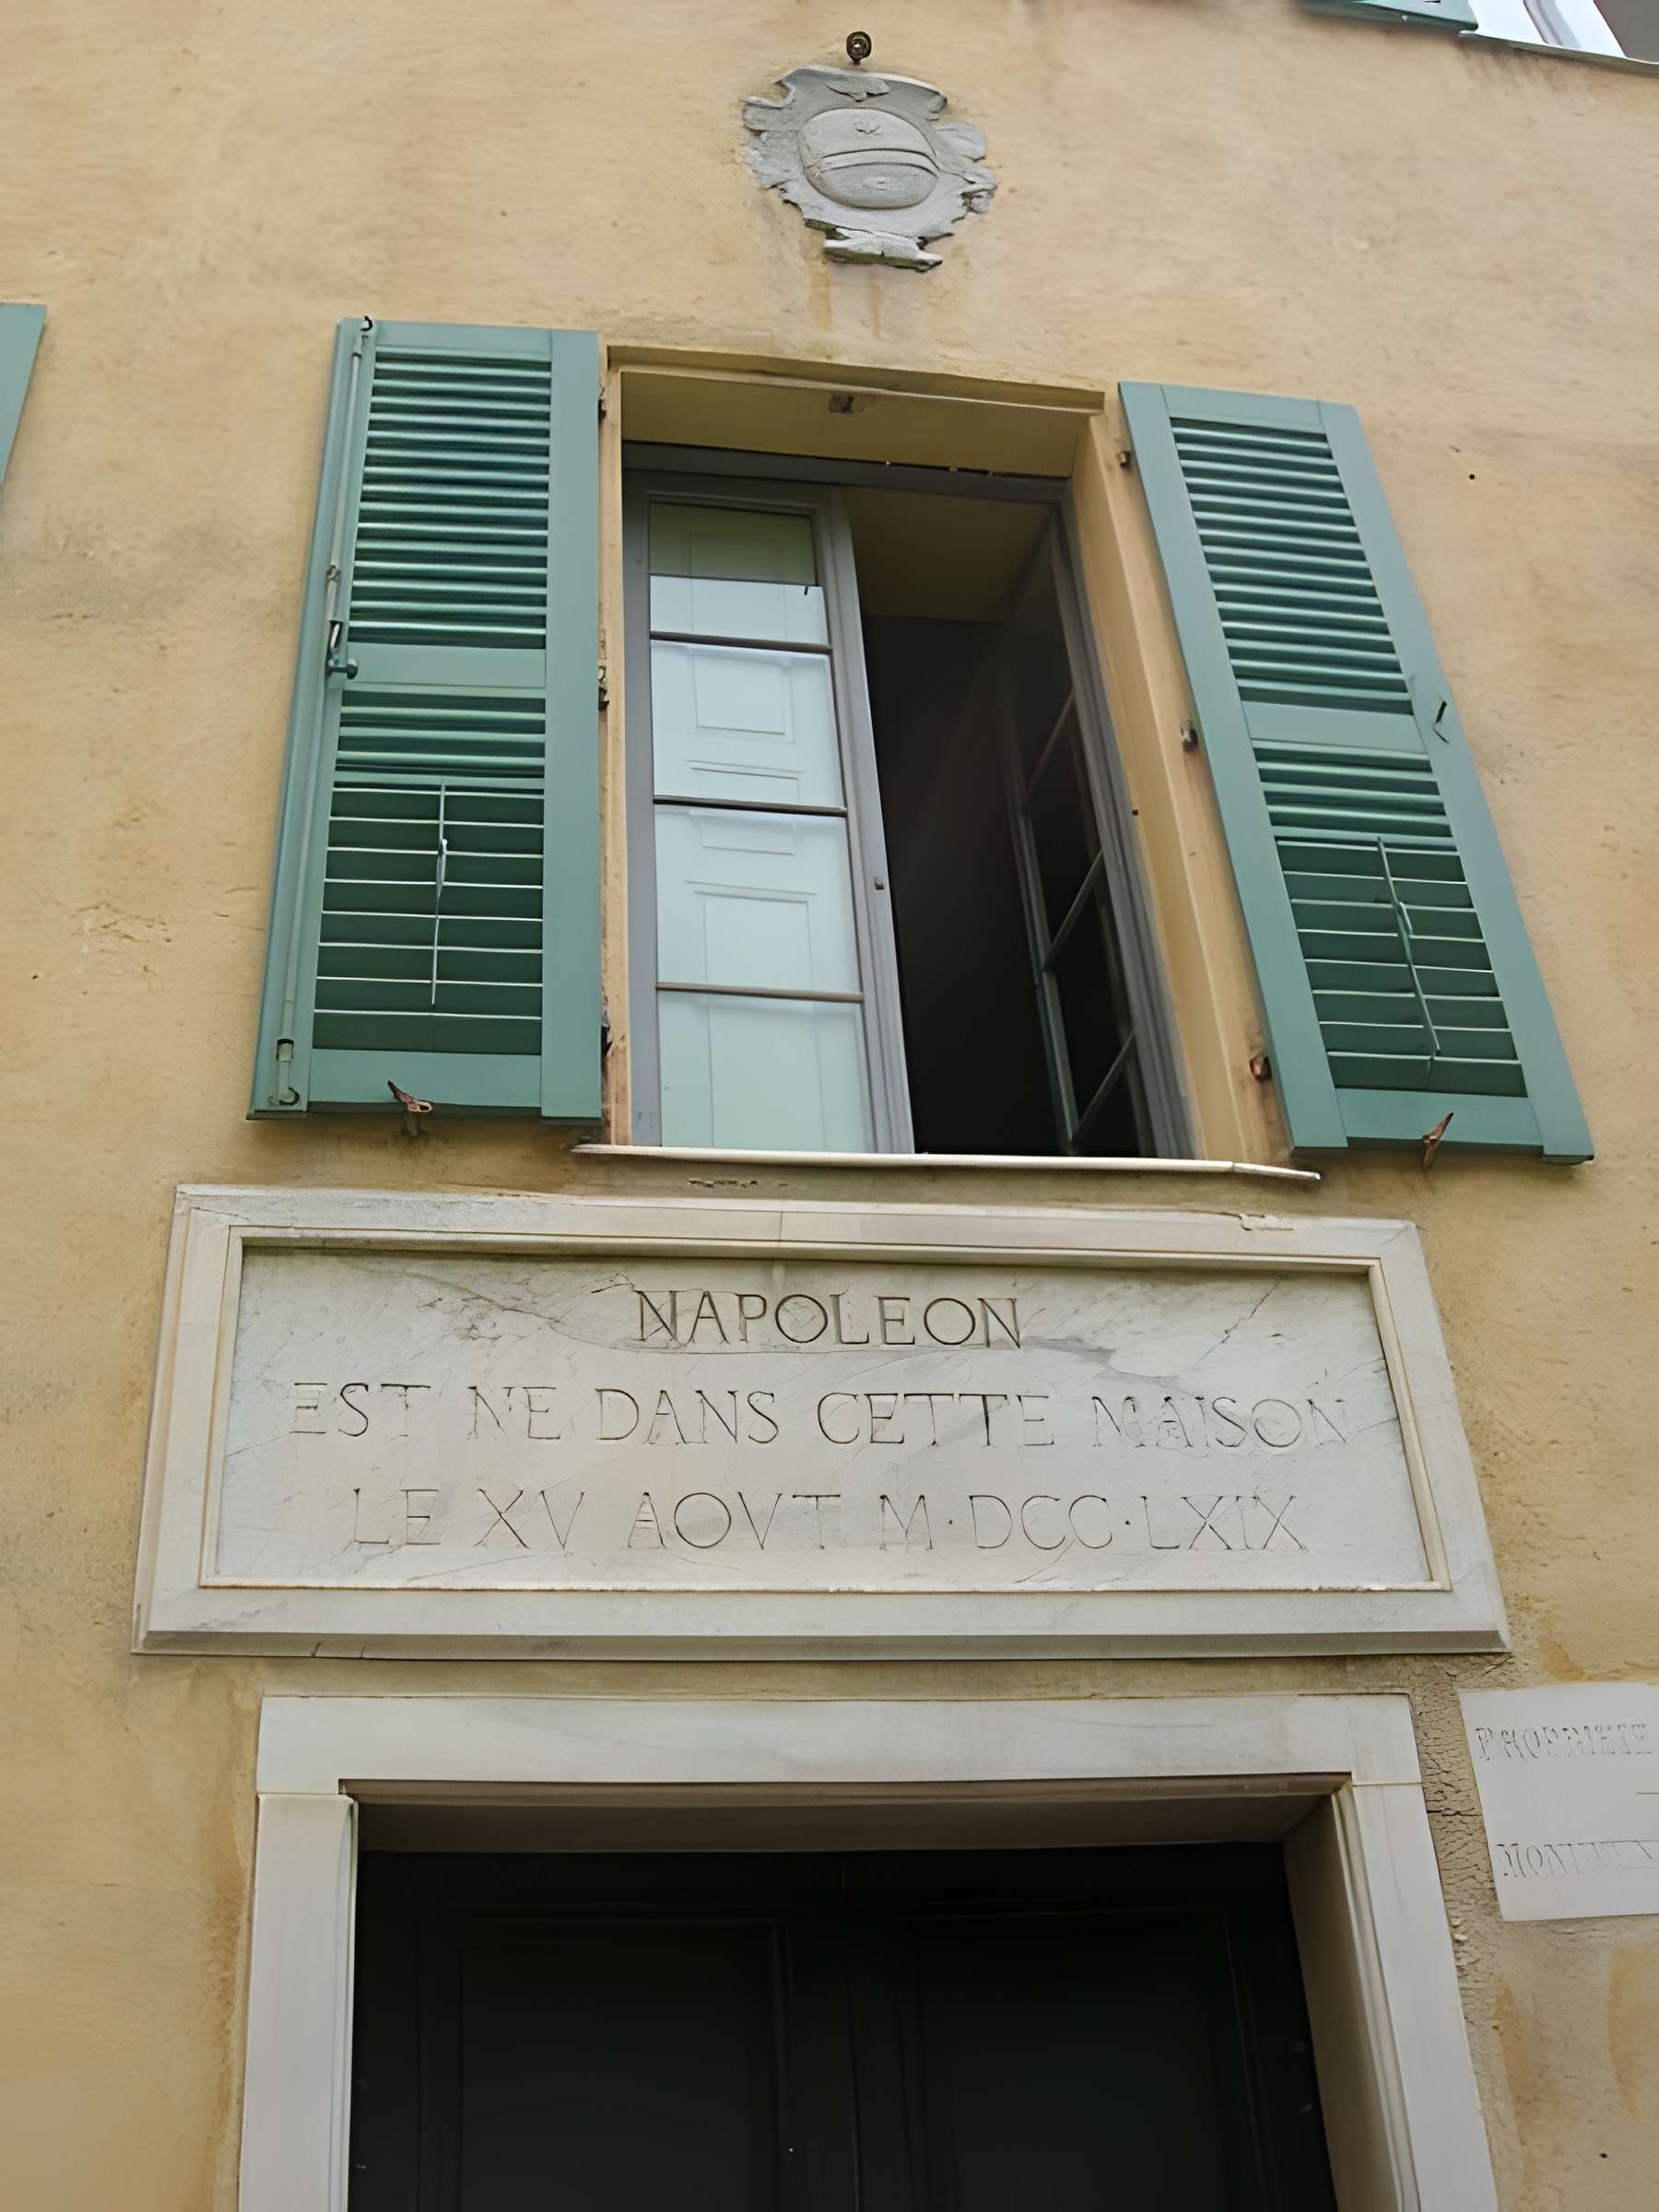 NAPOLEON
EST NE DANS CETTE MAISON
LE XV AOVT M·DCC·LXIX